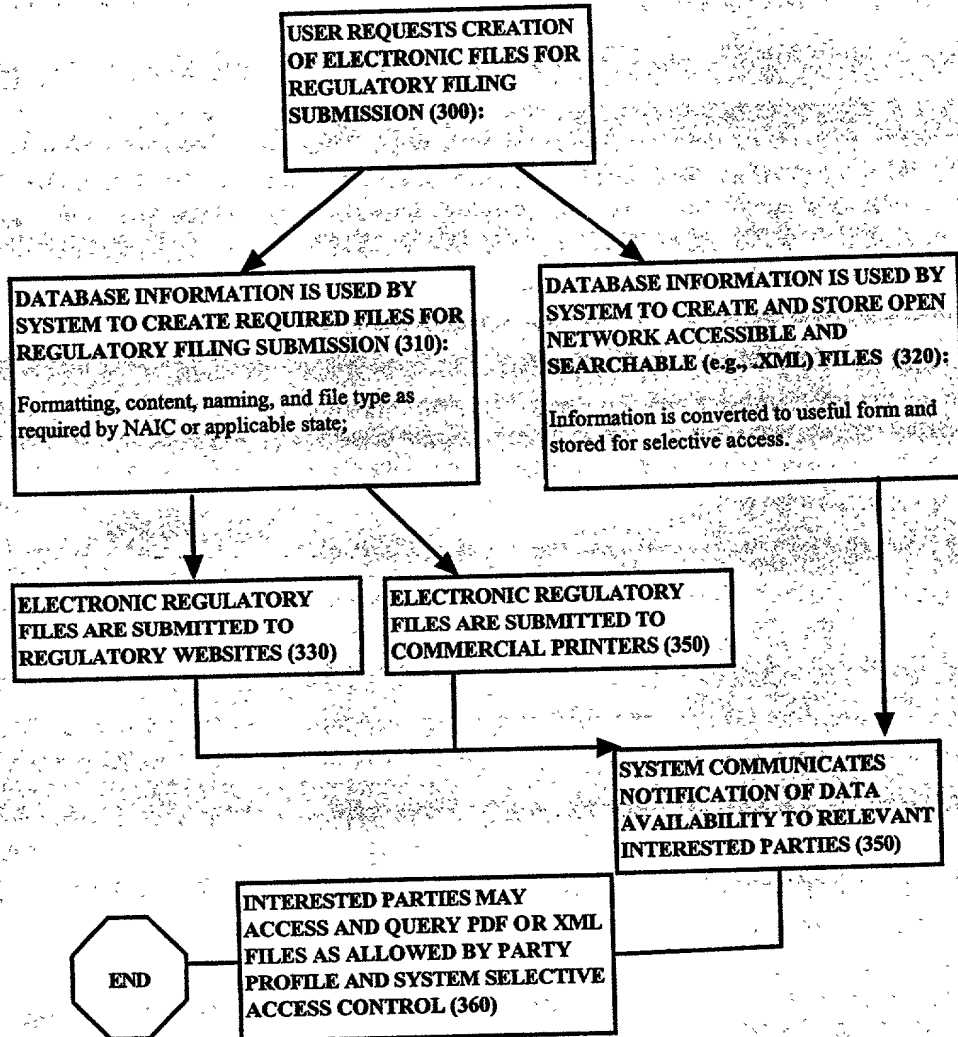 USER REQUESTS CREATION
OF ELECTRONIC FILES FOR
REGULATORY FILING
SUBMISSION (300):
DATABASE INFORMATION IS USED BY
SYSTEM TO CREATE REQUIRED FILES FOR
REGULATORY FILING SUBMISSION (310):
Formatting, content, naming, and file type as
required by NAIC or applicable state;
DATABASE INFORMATION IS USED BY
SYSTEM TO CREATE AND STORE OPEN
NETWORK ACCESSIBLE AND
SEARCHABLE (e.g., .XML) FILES (320):
Information is converted to useful form and
stored for selective access.
ELECTRONIC REGULATORY
FILES ARE SUBMITTED TO
REGULATORY WEBSITES (330)
ELECTRONIC REGULATORY
FILES ARE SUBMITTED TO
COMMERCIAL PRINTERS (350)
SYSTEM COMMUNICATES
NOTIFICATION OF DATA
AVAILABILITY TO RELEVANT
INTERESTED PARTIES (350)
INTERESTED PARTIES MAY
ACCESS AND QUERY PDF OR XML
FILES AS ALLOWED BY PARTY
PROFILE AND SYSTEM SELECTIVE
ACCESS CONTROL (360)
END